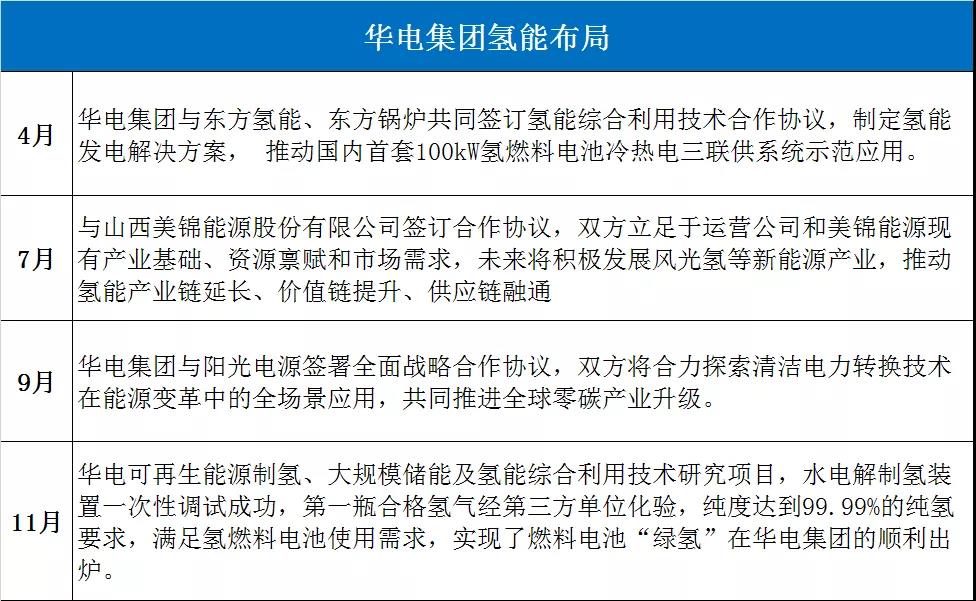 华电集团氢能布局
4月
华电集团与东方氢能、东方锅炉共同签订氢能综合利用技术合作协议，制定氢能
发电解决方案， 推动国内首套100kW氢燃料电池冷热电三联供系统示范应用。
7月
与山西美锦能源股份有限公司签订合作协议，双方立足于运营公司和美锦能源现
有产业基础、资源禀赋和市场需求，未来将积极发展风光氢等新能源产业，推动
氢能产业链延长、价值链提升、供应链融通
9月
华电集团与阳光电源签署全面战略合作协议，双方将合力探索清洁电力转换技术
在能源变革中的全场景应用，共同推进全球零碳产业升级。
11月
华电可再生能源制氢、大规模储能及氢能综合利用技术研究项目，水电解制氢装
置一次性调试成功，第一瓶合格氢气经第三方单位化验，纯度达到99.99%的纯氢
要求，满足氢燃料电池使用需求，实现了燃料电池“绿氢”在华电集团的顺利出
炉。